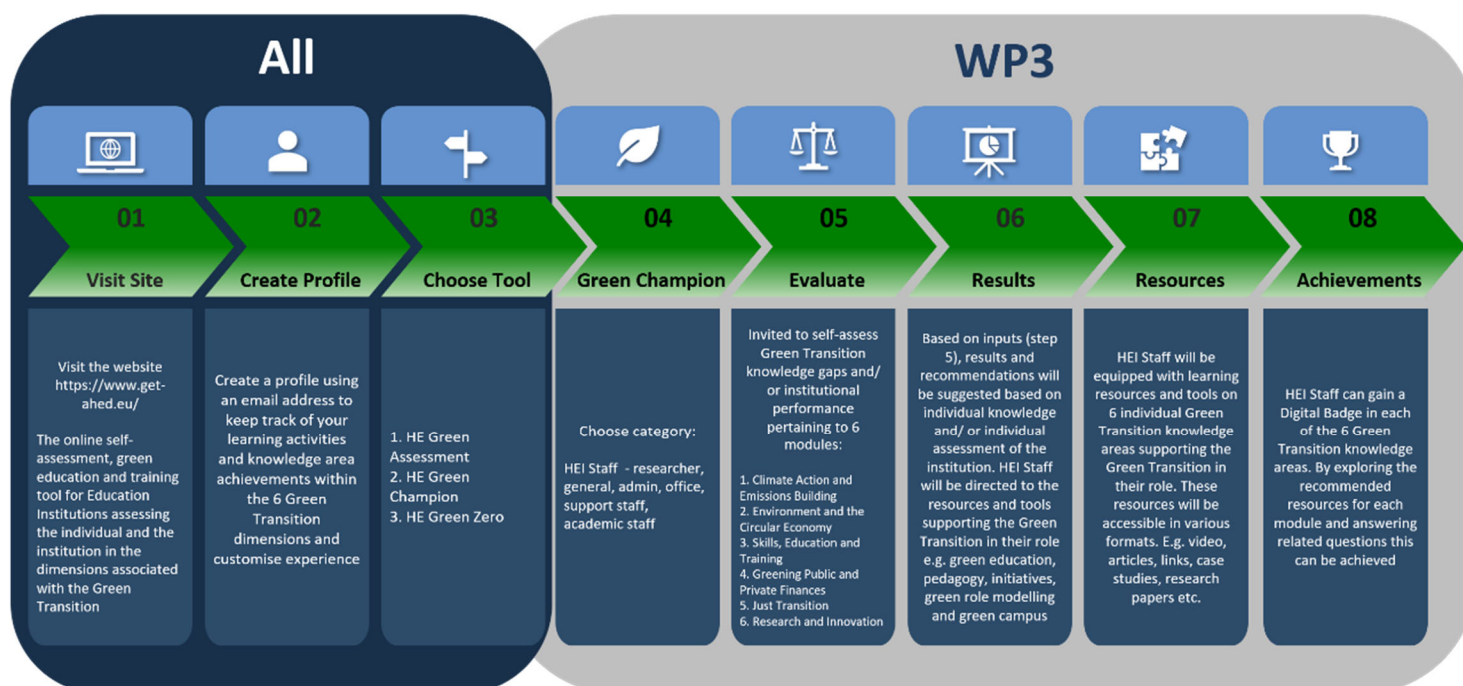 All
WP3
01
Visit Site
Visit the website
https://www.get-
ahed.eu/
The online self-
assessment, green
education and training
tool for Education
Institutions assessing
the individual and the
institution in the
dimensions associated
with the Green
Transition
02
Create Profile
Create a profile using
an email address to
keep track of your
learning activities
and knowledge area
achievements within
the 6 Green
Transition
dimensions and
customise experience
03
Choose Tool
1. HE Green
Assessment
2. HE Green
Champion
3. HE Green Zero
04
Green Champion
Choose category:
HEI Staff - researcher,
general, admin, office,
support staff,
academic staff
05
Evaluate
Invited to self-assess
Green Transition
knowledge gaps and/
or institutional
performance
pertaining to 6
modules:
1. Climate Action and
Emissions Building
2. Environment and the
Circular Economy
3. Skills, Education and
Training
4. Greening Public and
Private Finances
5. Just Transition
6. Research and Innovation
06
Results
Based on inputs (step
5), results and
recommendations will
be suggested based on
individual knowledge
and/ or individual
assessment of the
institution. HEI Staff
will be directed to the
resources and tools
supporting the Green
Transition in their role
e.g. green education,
pedagogy, initiatives,
green role modelling
and green campus
07
Resources
HEI Staff will be
equipped with learning
resources and tools on
6 individual Green
Transition knowledge
areas supporting the
Green Transition in
their role. These
resources will be
accessible in various
formats. E.g. video,
articles, links, case
studies, research
papers etc.
08
Achievements
HEI Staff can gain a
Digital Badge in each
of the 6 Green
Transition knowledge
areas. By exploring the
recommended
resources for each
module and answering
related questions this
can be achieved